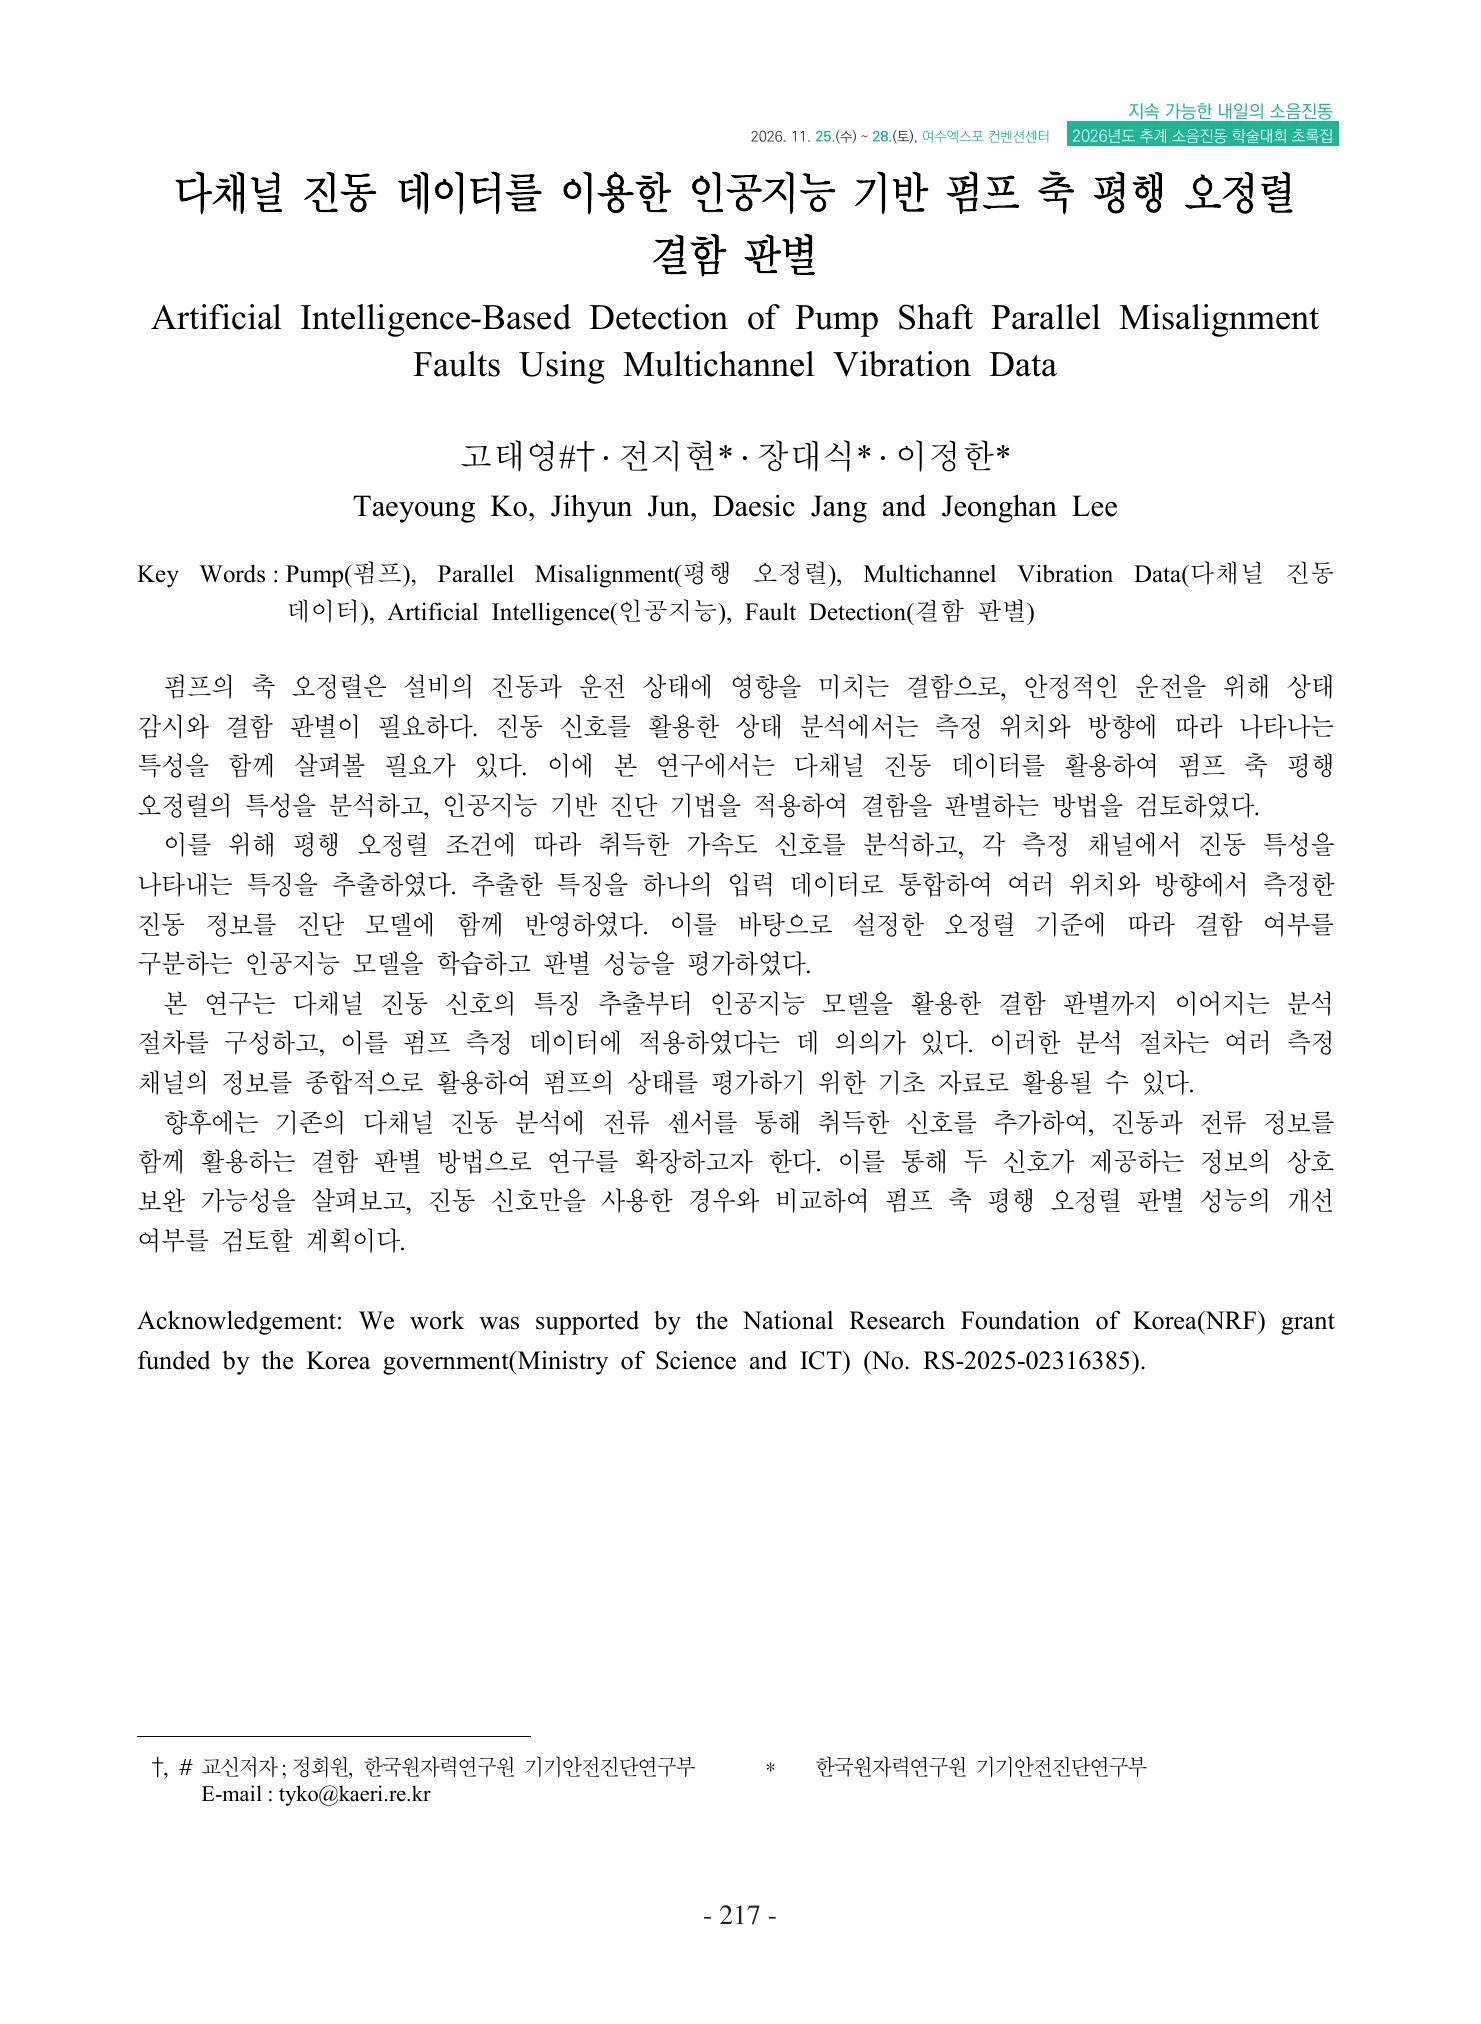 지속 가능한 내일의 소음진동
2026. 11. 25.(수) ~ 28.(토), 여수엑스포 컨벤션센터 2026년도 추계 소음진동 학술대회 초록집
다채널 진동 데이터를 이용한 인공지능 기반 펌프 축 평행 오정렬
결함 판별
Artificial Intelligence-Based Detection of Pump Shaft Parallel Misalignment
Faults Using Multichannel Vibration Data
고태영#†·전지현*·장대식*·이정한*
Taeyoung Ko, Jihyun Jun, Daesic Jang and Jeonghan Lee
Key Words : Pump(펌프), Parallel Misalignment(평행 오정렬), Multichannel Vibration Data(다채널 진동
데이터), Artificial Intelligence(인공지능), Fault Detection(결함 판별)
펌프의 축 오정렬은 설비의 진동과 운전 상태에 영향을 미치는 결함으로, 안정적인 운전을 위해 상태
감시와 결함 판별이 필요하다. 진동 신호를 활용한 상태 분석에서는 측정 위치와 방향에 따라 나타나는
특성을 함께 살펴볼 필요가 있다. 이에 본 연구에서는 다채널 진동 데이터를 활용하여 펌프 축 평행
오정렬의 특성을 분석하고, 인공지능 기반 진단 기법을 적용하여 결함을 판별하는 방법을 검토하였다.
이를 위해 평행 오정렬 조건에 따라 취득한 가속도 신호를 분석하고, 각 측정 채널에서 진동 특성을
나타내는 특징을 추출하였다. 추출한 특징을 하나의 입력 데이터로 통합하여 여러 위치와 방향에서 측정한
진동 정보를 진단 모델에 함께 반영하였다. 이를 바탕으로 설정한 오정렬 기준에 따라 결함 여부를
구분하는 인공지능 모델을 학습하고 판별 성능을 평가하였다.
본 연구는 다채널 진동 신호의 특징 추출부터 인공지능 모델을 활용한 결함 판별까지 이어지는 분석
절차를 구성하고, 이를 펌프 측정 데이터에 적용하였다는 데 의의가 있다. 이러한 분석 절차는 여러 측정
채널의 정보를 종합적으로 활용하여 펌프의 상태를 평가하기 위한 기초 자료로 활용될 수 있다.
향후에는 기존의 다채널 진동 분석에 전류 센서를 통해 취득한 신호를 추가하여, 진동과 전류 정보를
함께 활용하는 결함 판별 방법으로 연구를 확장하고자 한다. 이를 통해 두 신호가 제공하는 정보의 상호
보완 가능성을 살펴보고, 진동 신호만을 사용한 경우와 비교하여 펌프 축 평행 오정렬 판별 성능의 개선
여부를 검토할 계획이다.
Acknowledgement: We work was supported by the National Research Foundation of Korea(NRF) grant
funded by the Korea government(Ministry of Science and ICT) (No. RS-2025-02316385).
†, # 교신저자 ; 정회원, 한국원자력연구원 기기안전진단연구부 * 한국원자력연구원 기기안전진단연구부
E-mail : tyko@kaeri.re.kr
- 217 -